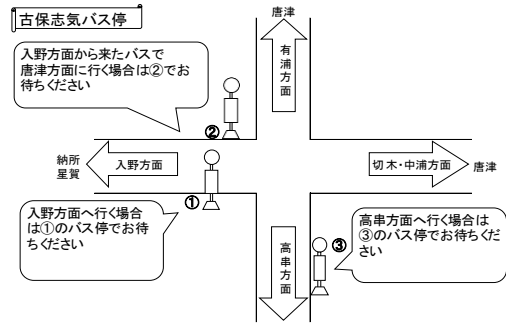 古保志気バス停
唐津
入野方面から来たバスで
唐津方面に行く場合は②でお
待ちください
有浦方面
②
納所
星賀
入野方面
切木・中浦方面
唐津
①
入野方面へ行く場合
は①のバス停でお待
ちください
高串方面
③
高串方面へ行く場合は
③のバス停でお待ちくだ
さい